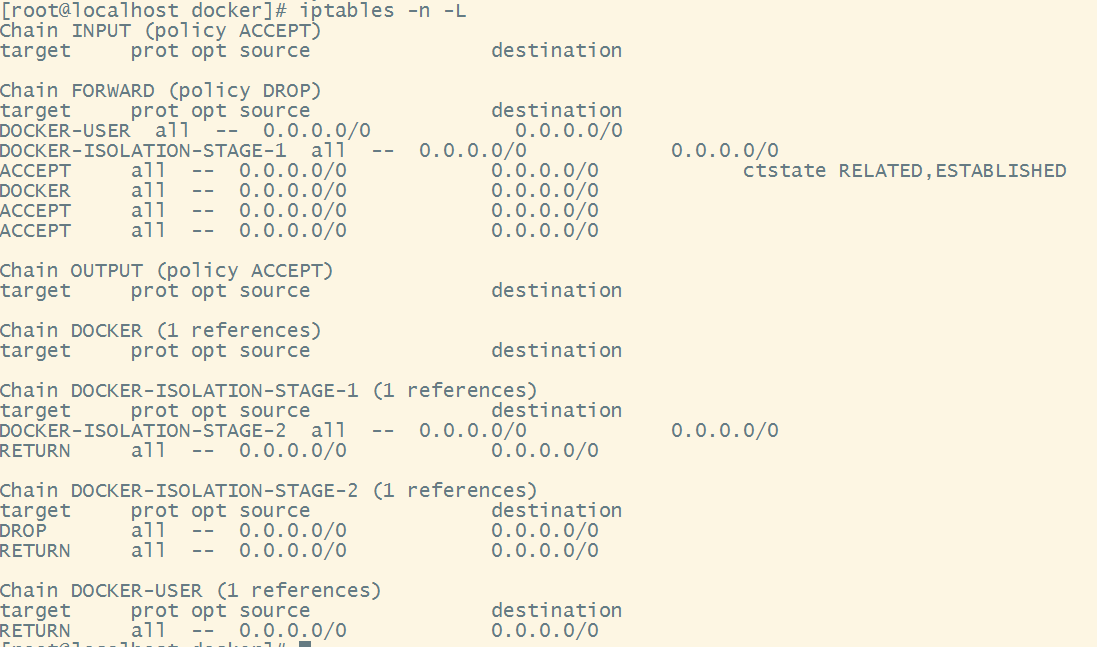 [root@localhost docker]# iptables -n -L
Chain INPUT (policy ACCEPT)
target     prot opt source               destination

Chain FORWARD (policy DROP)
target     prot opt source               destination
DOCKER-USER  all  --  0.0.0.0/0            0.0.0.0/0
DOCKER-ISOLATION-STAGE-1  all  --  0.0.0.0/0            0.0.0.0/0
ACCEPT     all  --  0.0.0.0/0            0.0.0.0/0            ctstate RELATED,ESTABLISHED
DOCKER     all  --  0.0.0.0/0            0.0.0.0/0
ACCEPT     all  --  0.0.0.0/0            0.0.0.0/0
ACCEPT     all  --  0.0.0.0/0            0.0.0.0/0

Chain OUTPUT (policy ACCEPT)
target     prot opt source               destination

Chain DOCKER (1 references)
target     prot opt source               destination

Chain DOCKER-ISOLATION-STAGE-1 (1 references)
target     prot opt source               destination
DOCKER-ISOLATION-STAGE-2  all  --  0.0.0.0/0            0.0.0.0/0
RETURN     all  --  0.0.0.0/0            0.0.0.0/0

Chain DOCKER-ISOLATION-STAGE-2 (1 references)
target     prot opt source               destination
DROP       all  --  0.0.0.0/0            0.0.0.0/0
RETURN     all  --  0.0.0.0/0            0.0.0.0/0

Chain DOCKER-USER (1 references)
target     prot opt source               destination
RETURN     all  --  0.0.0.0/0            0.0.0.0/0
[root@localhost docker]#